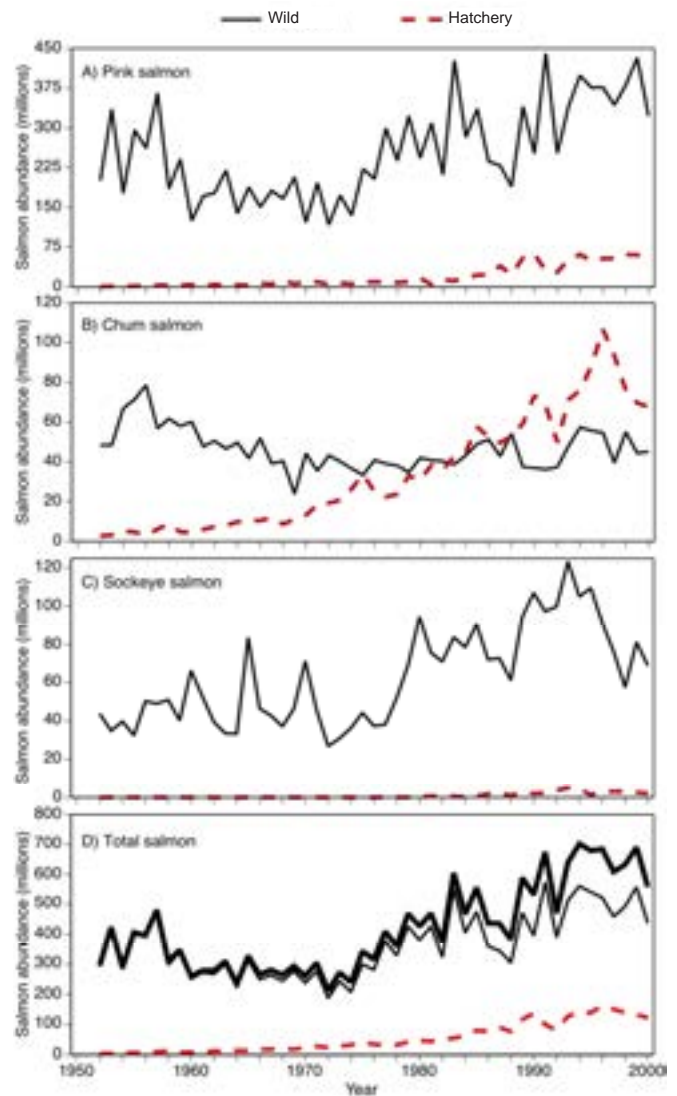 Wild Hatchery
A) Pink salmon
Salmon abundance (millions)
450
375
300
225
150
75
0
B) Chum salmon
Salmon abundance (millions)
120
100
80
60
40
20
0
C) Sockeye salmon
Salmon abundance (millions)
120
100
80
60
40
20
0
D) Total salmon
Salmon abundance (millions)
800
700
600
500
400
300
200
100
0
1950 1960 1970 1980 1990 2000
Year